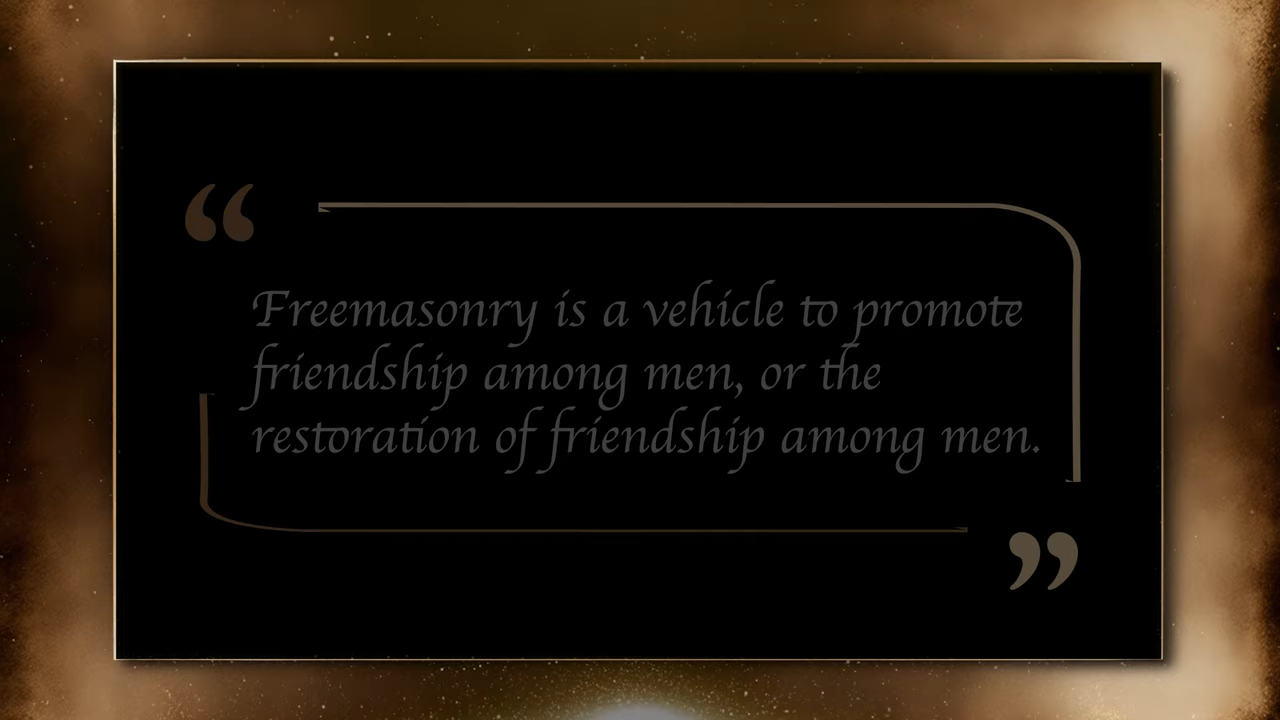 “
Freemasonry is a vehicle to promote
friendship among men, or the
restoration of friendship among men.
”